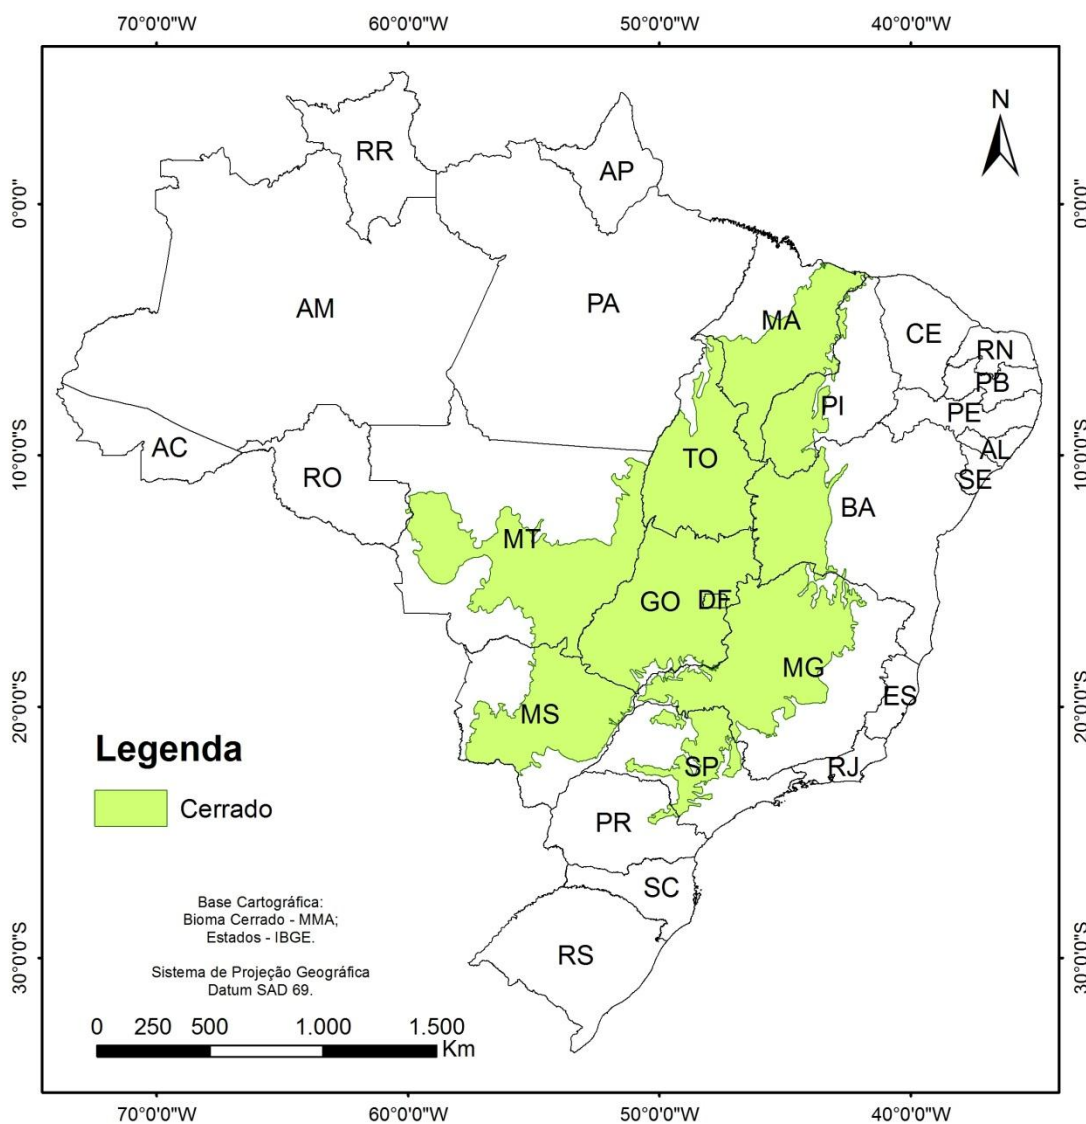 70°0'0"W 60°0'0"W 50°0'0"W 40°0'0"W
N
RR
AP
0°0'0" 0°0'0"
AM
PA
MA
CE
RN
PB
PI
PE
AC
RO
TO
AL
SE
10°0'0"S 10°0'0"S
BA
MT
GO
DF
MG
ES
MS
20°0'0"S 20°0'0"S
SP
RJ
PR
SC
RS
Legenda
Cerrado
Base Cartográfica:
Bioma Cerrado - MMA;
Estados - IBGE.
Sistema de Projeção Geográfica
Datum SAD 69.
30°0'0"S 30°0'0"S
0 250 500 1.000 1.500
Km
70°0'0"W 60°0'0"W 50°0'0"W 40°0'0"W